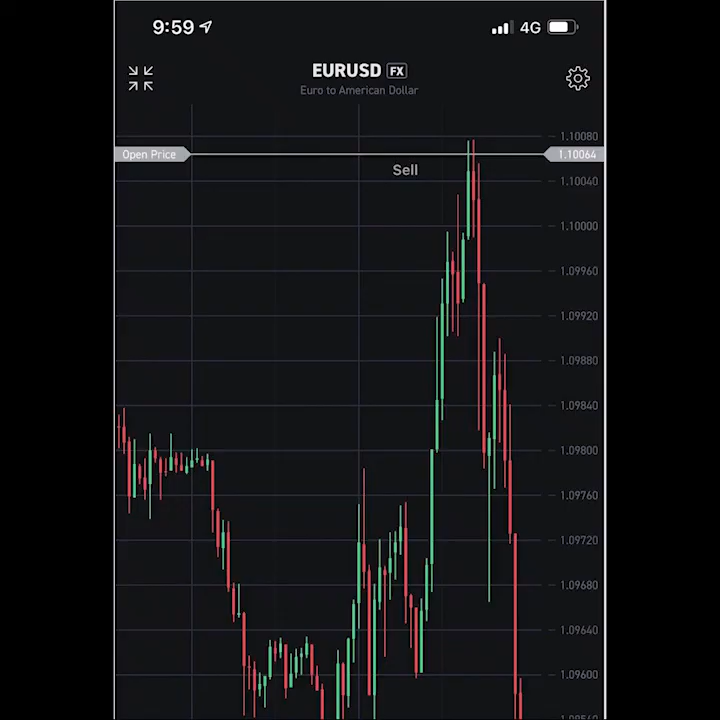 9:59 4G
EURUSD FX
Euro to American Dollar
1.10080
Open Price 1.10064
Sell
1.10040
1.10000
1.09960
1.09920
1.09880
1.09840
1.09800
1.09760
1.09720
1.09680
1.09640
1.09600